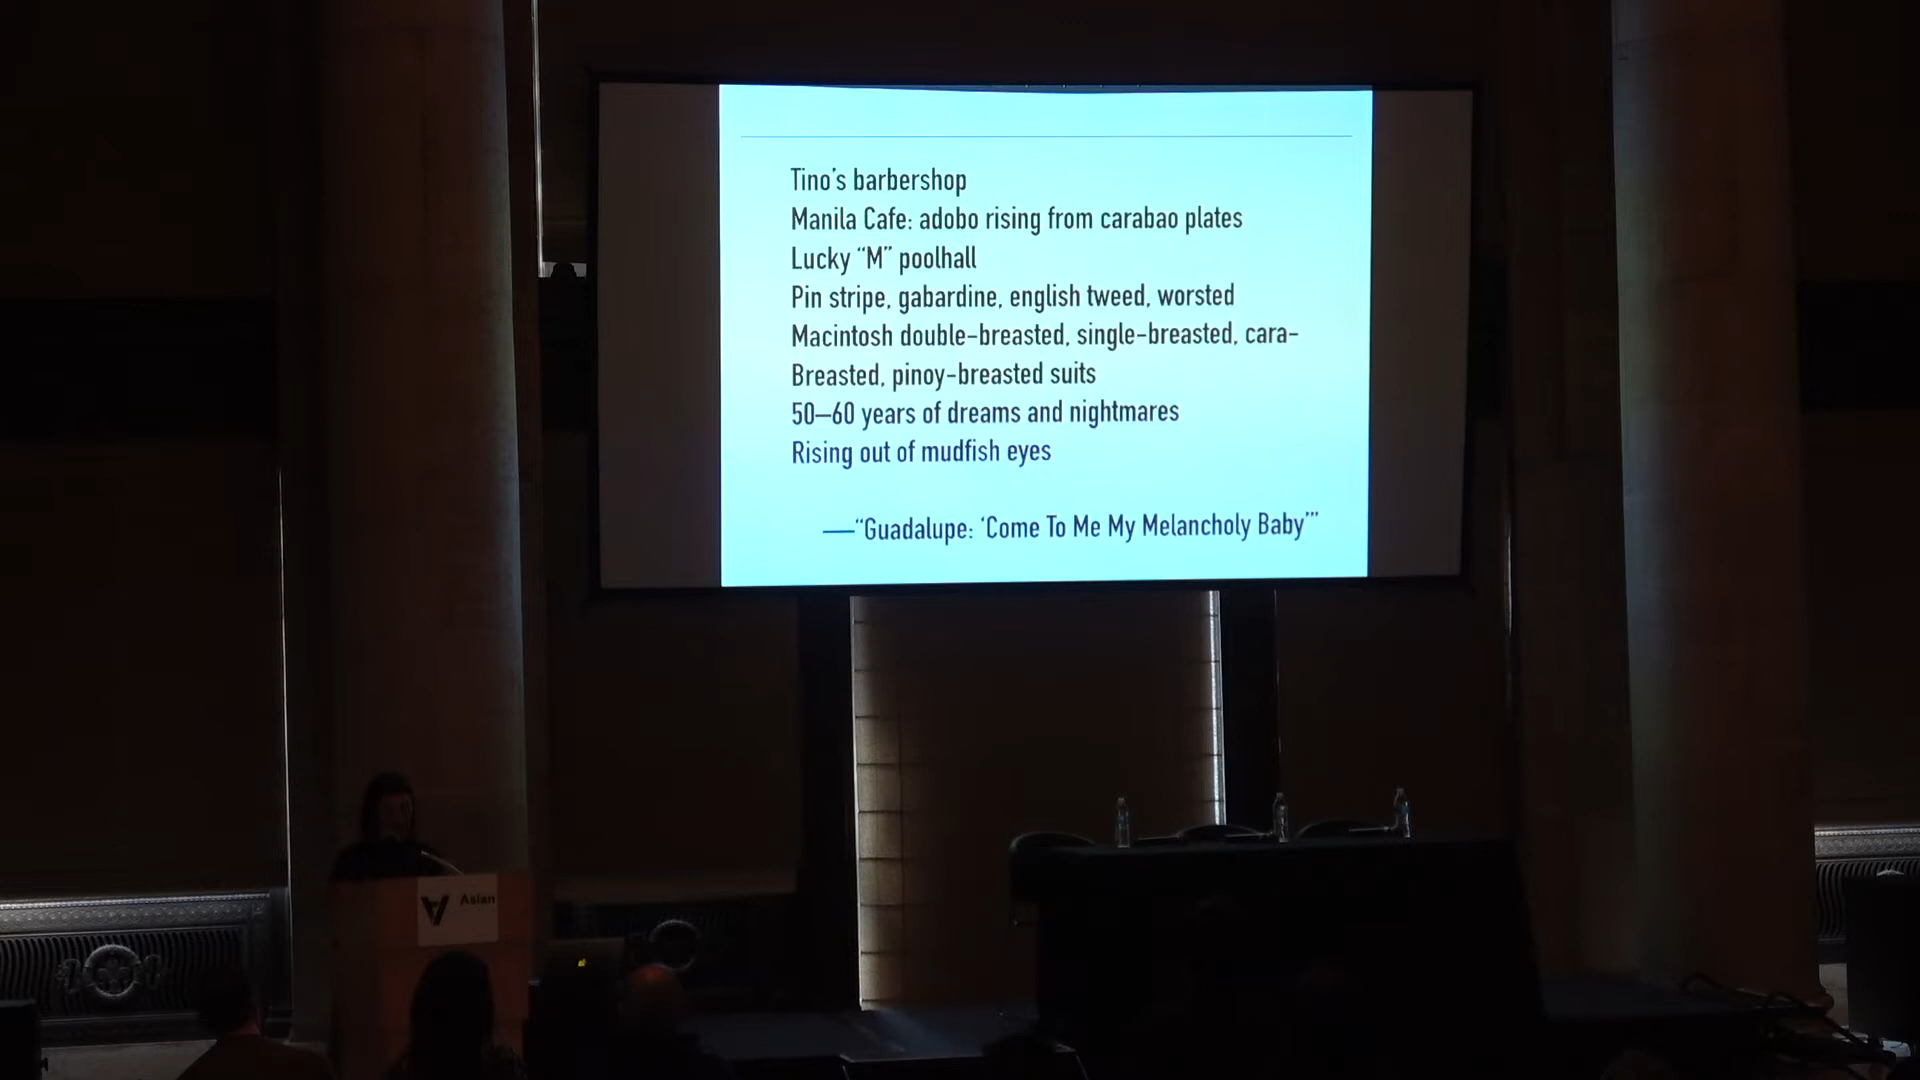 Tino's barbershop
Manila Cafe: adobo rising from carabao plates
Lucky “M” poolhall
Pin stripe, gabardine, english tweed, worsted
Macintosh double-breasted, single-breasted, cara-
Breasted, pinoy-breasted suits
50–60 years of dreams and nightmares
Rising out of mudfish eyes
—“Guadalupe: ‘Come To Me My Melancholy Baby’”
Asian